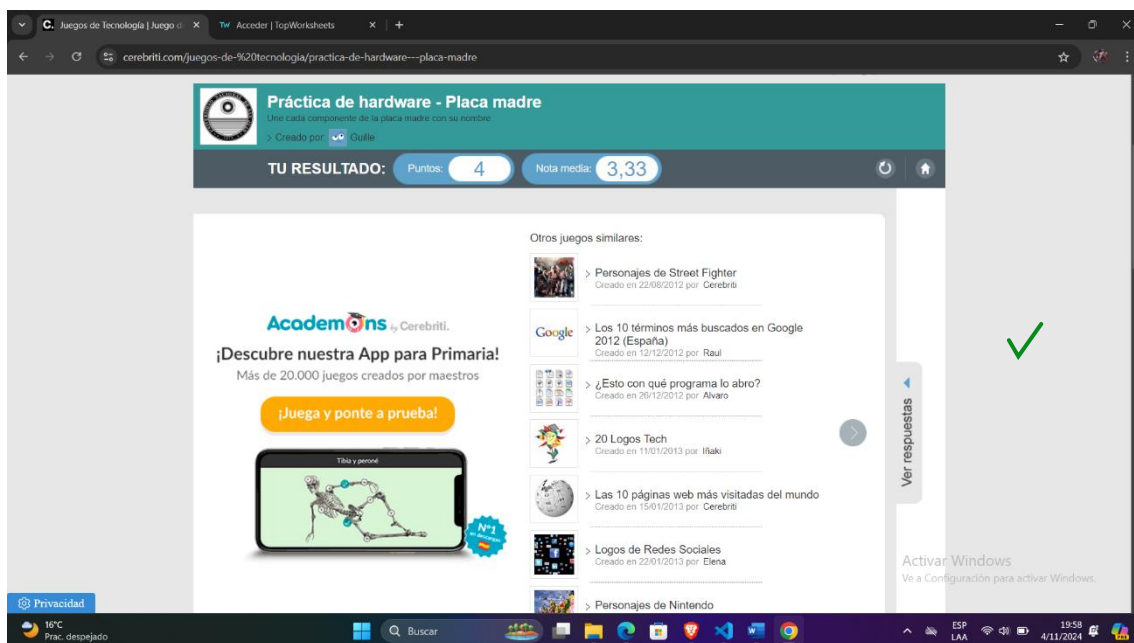 Juegos de Tecnología | Juego d
TW Acceder | TopWorksheets
cerebriti.com/juegos-de-%20tecnologia/practica-de-hardware---placa-madre
Práctica de hardware - Placa madre
Une cada componente de la placa madre con su nombre
> Creado por: Guille
TU RESULTADO:
Puntos: 4
Nota media: 3,33
Otros juegos similares:
> Personajes de Street Fighter
Creado en 22/08/2012 por Cerebriti
Google
> Los 10 términos más buscados en Google
2012 (España)
Creado en 12/12/2012 por Raul
> ¿Esto con qué programa lo abro?
Creado en 26/12/2012 por Alvaro
> 20 Logos Tech
Creado en 11/01/2013 por Iñaki
> Las 10 páginas web más visitadas del mundo
Creado en 15/01/2013 por Cerebriti
> Logos de Redes Sociales
Creado en 22/01/2013 por Elena
> Personajes de Nintendo
Academons by Cerebriti.
¡Descubre nuestra App para Primaria!
Más de 20.000 juegos creados por maestros
¡Juega y ponte a prueba!
Tibia y peroné
Nº1
en descargas
Ver respuestas
Activar Windows
Ve a Configuración para activar Windows.
Privacidad
16°C
Prac. despejado
Buscar
ESP
LAA
19:58
4/11/2024